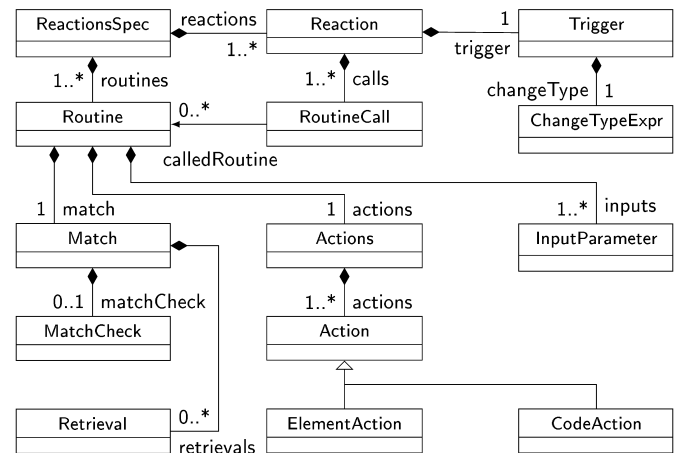 ReactionsSpec reactions Reaction 1 Trigger
1..* trigger
1..* routines 1..* calls changeType 1
Routine 0..* RoutineCall ChangeTypeExpr
calledRoutine
1 match 1 actions 1..* inputs
Match Actions InputParameter
0..1 matchCheck 1..* actions
MatchCheck Action
Retrieval 0..* ElementAction CodeAction
retrievals